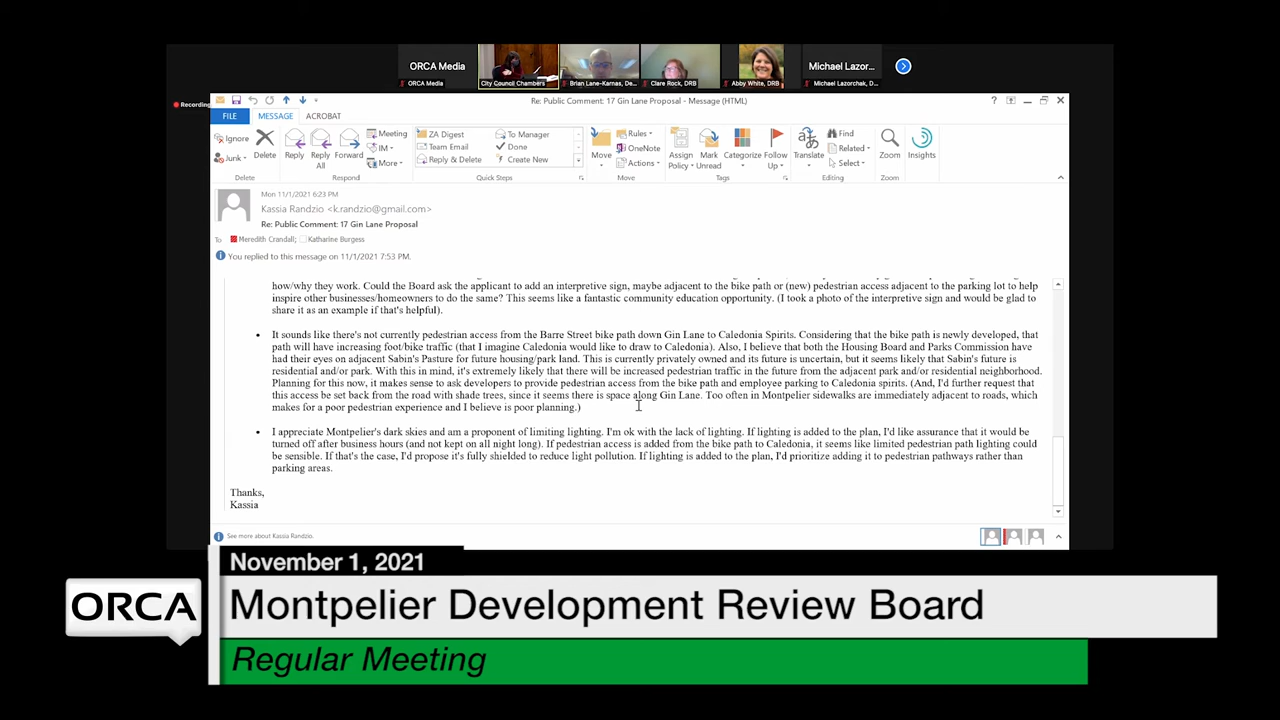 ORCA Media
Michael Lazor...
ORCA Media
City Council Chambers
Brian Lane-Karnas, De...
Clare Rock, DRB
Abby White, DRB
Michael Lazorchak, D...
Recording
Re: Public Comment: 17 Gin Lane Proposal - Message (HTML)
FILE
MESSAGE
ACROBAT
Ignore
Junk
Delete
Reply
Reply All
Forward
Meeting
IM
More
ZA Digest
Team Email
Reply & Delete
To Manager
Done
Create New
Move
Rules
OneNote
Actions
Assign Policy
Mark Unread
Categorize
Follow Up
Translate
Find
Related
Select
Zoom
Insights
Delete
Respond
Quick Steps
Move
Tags
Editing
Zoom
Mon 11/1/2021 6:23 PM
Kassia Randzio <k.randzio@gmail.com>
Re: Public Comment: 17 Gin Lane Proposal
To Meredith Crandall; Katharine Burgess
You replied to this message on 11/1/2021 7:53 PM.
how/why they work. Could the Board ask the applicant to add an interpretive sign, maybe adjacent to the bike path or (new) pedestrian access adjacent to the parking lot to help
inspire other businesses/homeowners to do the same? This seems like a fantastic community education opportunity. (I took a photo of the interpretive sign and would be glad to
share it as an example if that's helpful).
• It sounds like there's not currently pedestrian access from the Barre Street bike path down Gin Lane to Caledonia Spirits. Considering that the bike path is newly developed, that
path will have increasing foot/bike traffic (that I imagine Caledonia would like to draw to Caledonia). Also, I believe that both the Housing Board and Parks Commission have
had their eyes on adjacent Sabin's Pasture for future housing/park land. This is currently privately owned and its future is uncertain, but it seems likely that Sabin's future is
residential and/or park. With this in mind, it's extremely likely that there will be increased pedestrian traffic in the future from the adjacent park and/or residential neighborhood.
Planning for this now, it makes sense to ask developers to provide pedestrian access from the bike path and employee parking to Caledonia spirits. (And, I'd further request that
this access be set back from the road with shade trees, since it seems there is space along Gin Lane. Too often in Montpelier sidewalks are immediately adjacent to roads, which
makes for a poor pedestrian experience and I believe is poor planning.)
• I appreciate Montpelier's dark skies and am a proponent of limiting lighting. I'm ok with the lack of lighting. If lighting is added to the plan, I'd like assurance that it would be
turned off after business hours (and not kept on all night long). If pedestrian access is added from the bike path to Caledonia, it seems like limited pedestrian path lighting could
be sensible. If that's the case, I'd propose it's fully shielded to reduce light pollution. If lighting is added to the plan, I'd prioritize adding it to pedestrian pathways rather than
parking areas.
Thanks,
Kassia
See more about Kassia Randzio.
November 1, 2021
ORCA
Montpelier Development Review Board
Regular Meeting